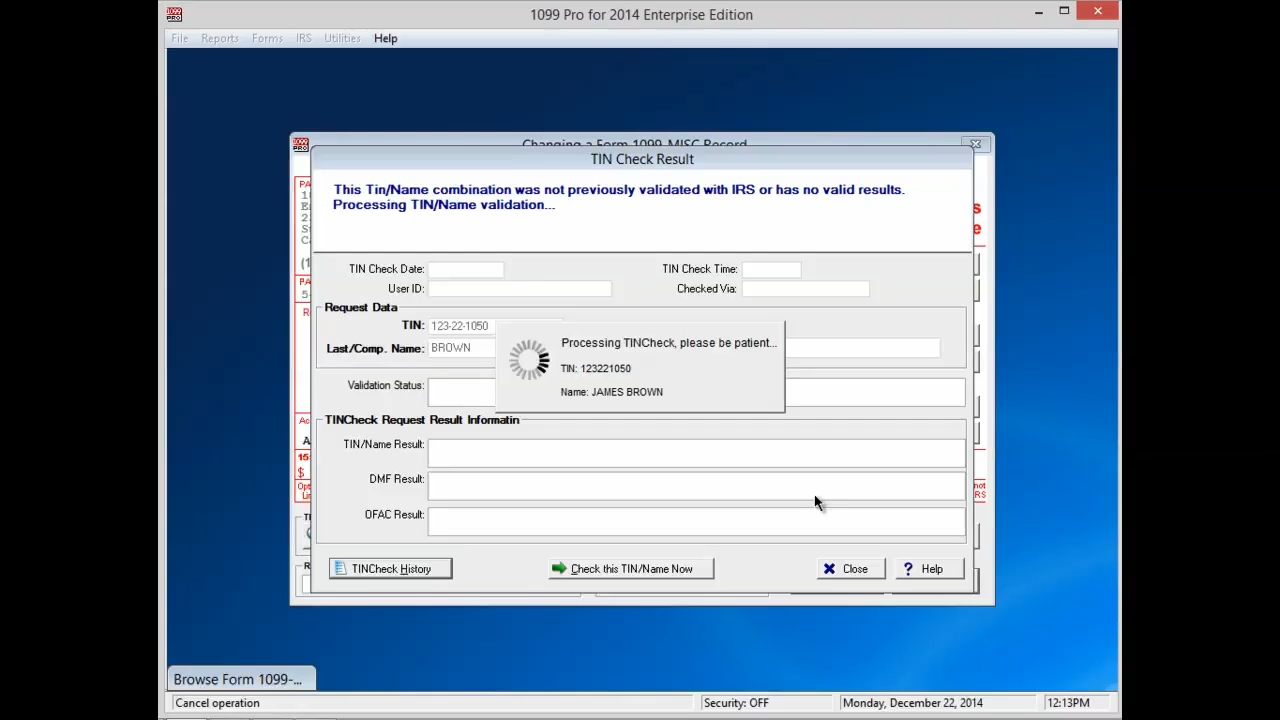 1099 Pro for 2014 Enterprise Edition
File Reports Forms IRS Utilities Help
Changing a Form 1099-MISC Record
TIN Check Result
This Tin/Name combination was not previously validated with IRS or has no valid results.
Processing TIN/Name validation...
TIN Check Date: TIN Check Time:
User ID: Checked Via:
Request Data
TIN: 123-22-1050
Last/Comp. Name: BROWN
Processing TINCheck, please be patient...
TIN: 123221050
Name: JAMES BROWN
Validation Status:
TINCheck Request Result Informatin
TIN/Name Result:
DMF Result:
OFAC Result:
TINCheck History Check this TIN/Name Now Close Help
Browse Form 1099-...
Cancel operation Security: OFF Monday, December 22, 2014 12:13PM